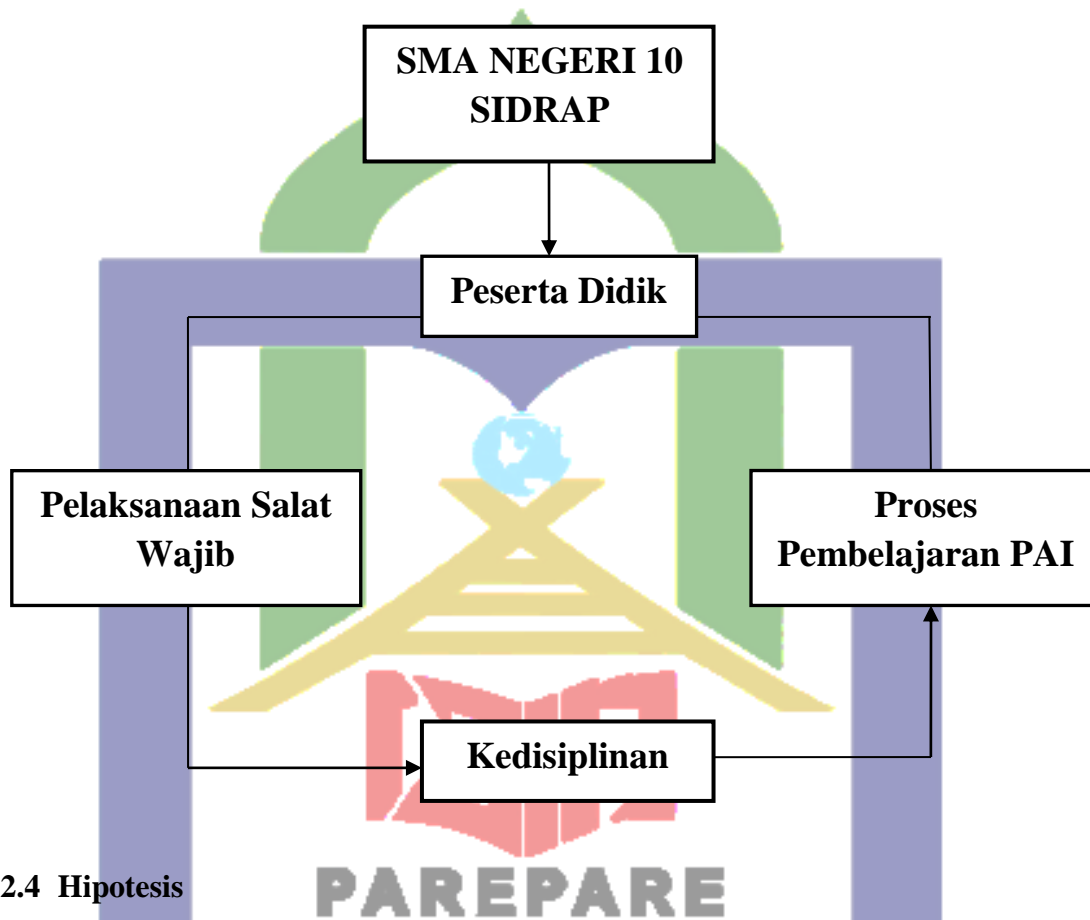 SMA NEGERI 10
SIDRAP
Peserta Didik
Pelaksanaan Salat
Wajib
Proses
Pembelajaran PAI
Kedisiplinan
2.4 Hipotesis
PAREPARE